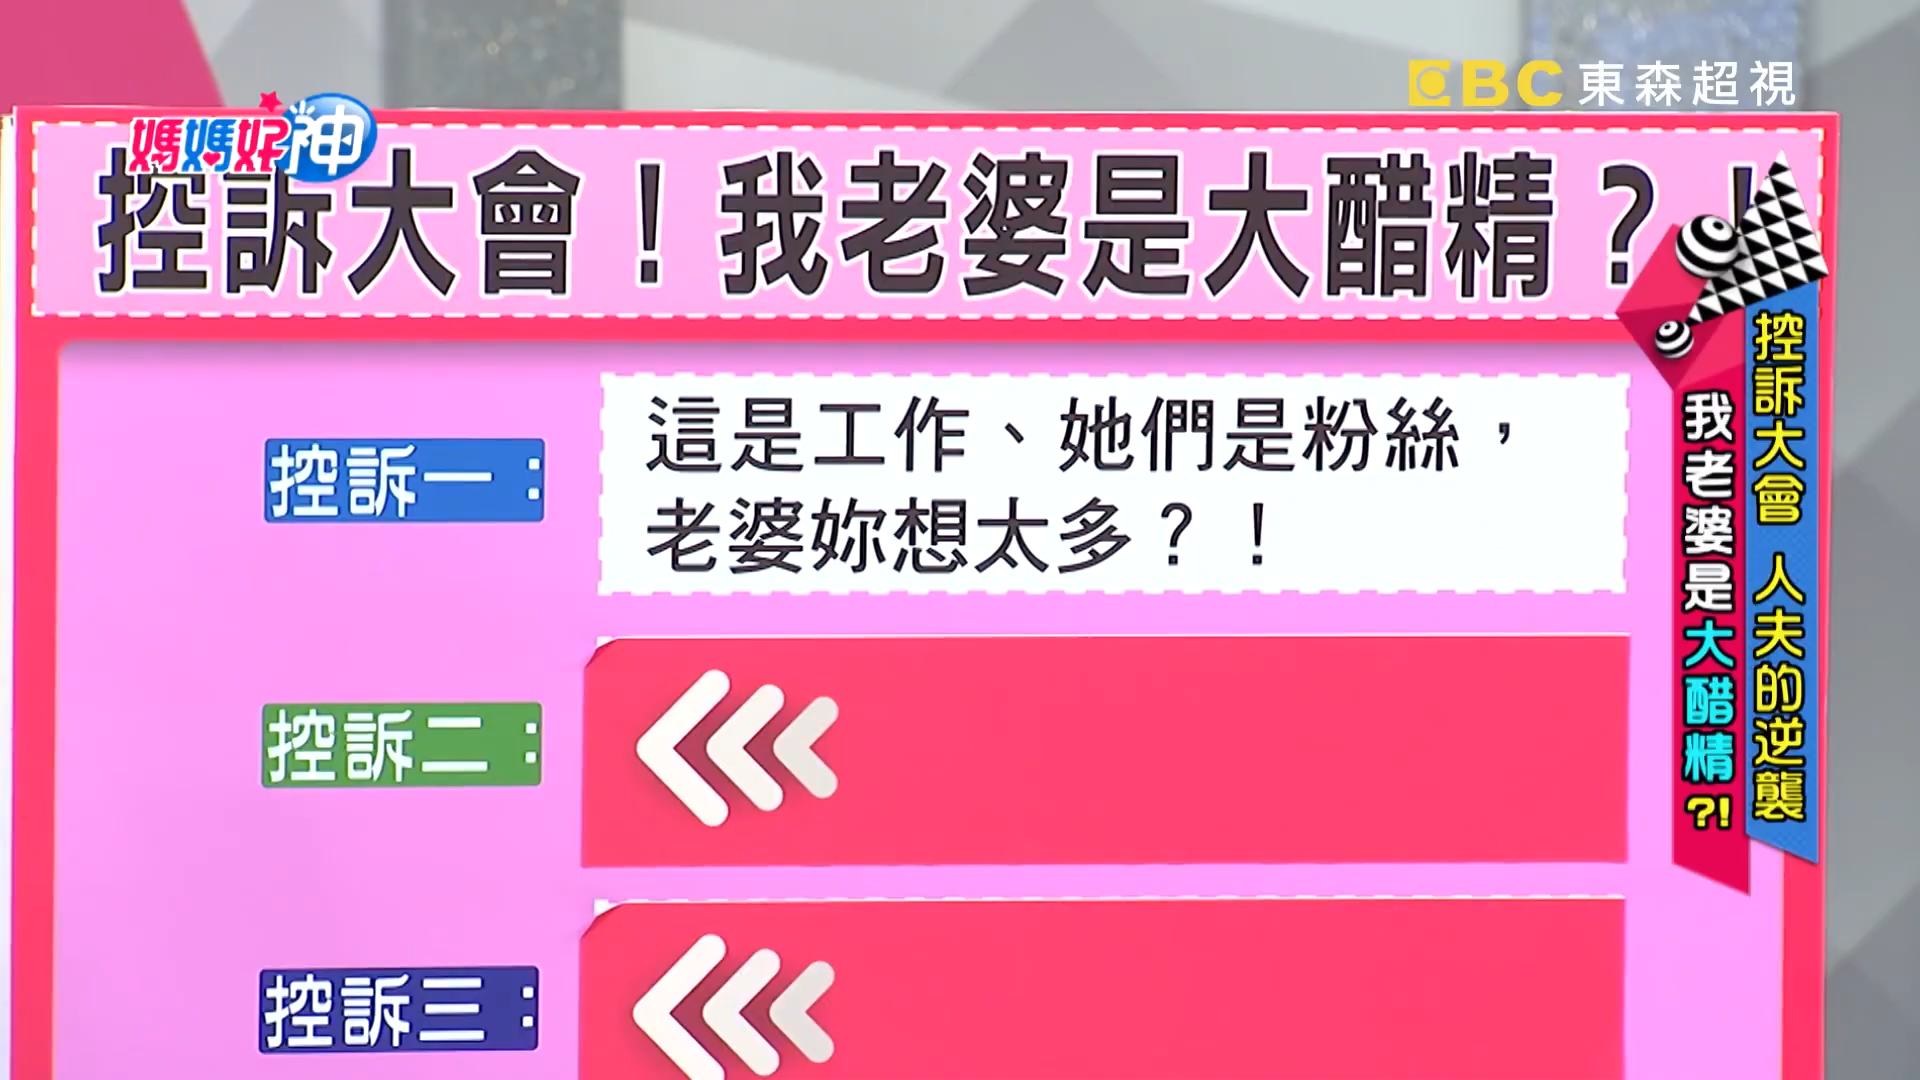 EBC東森超視
媽媽好神
控訴大會！我老婆是大醋精？！
控訴一：
這是工作、她們是粉絲，
老婆妳想太多？！
控訴二：
控訴三：
控訴大會 人夫的逆襲
我老婆是大醋精?!